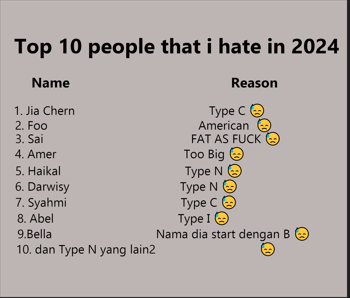 Top 10 people that i hate in 2024
Name Reason
1. Jia Chern Type C 😓
2. Foo American 😓
3. Sai FAT AS FUCK 😓
4. Amer Too Big 😓
5. Haikal Type N 😓
6. Darwisy Type N 😓
7. Syahmi Type C 😓
8. Abel Type I 😓
9.Bella Nama dia start dengan B 😓
10. dan Type N yang lain2 😓